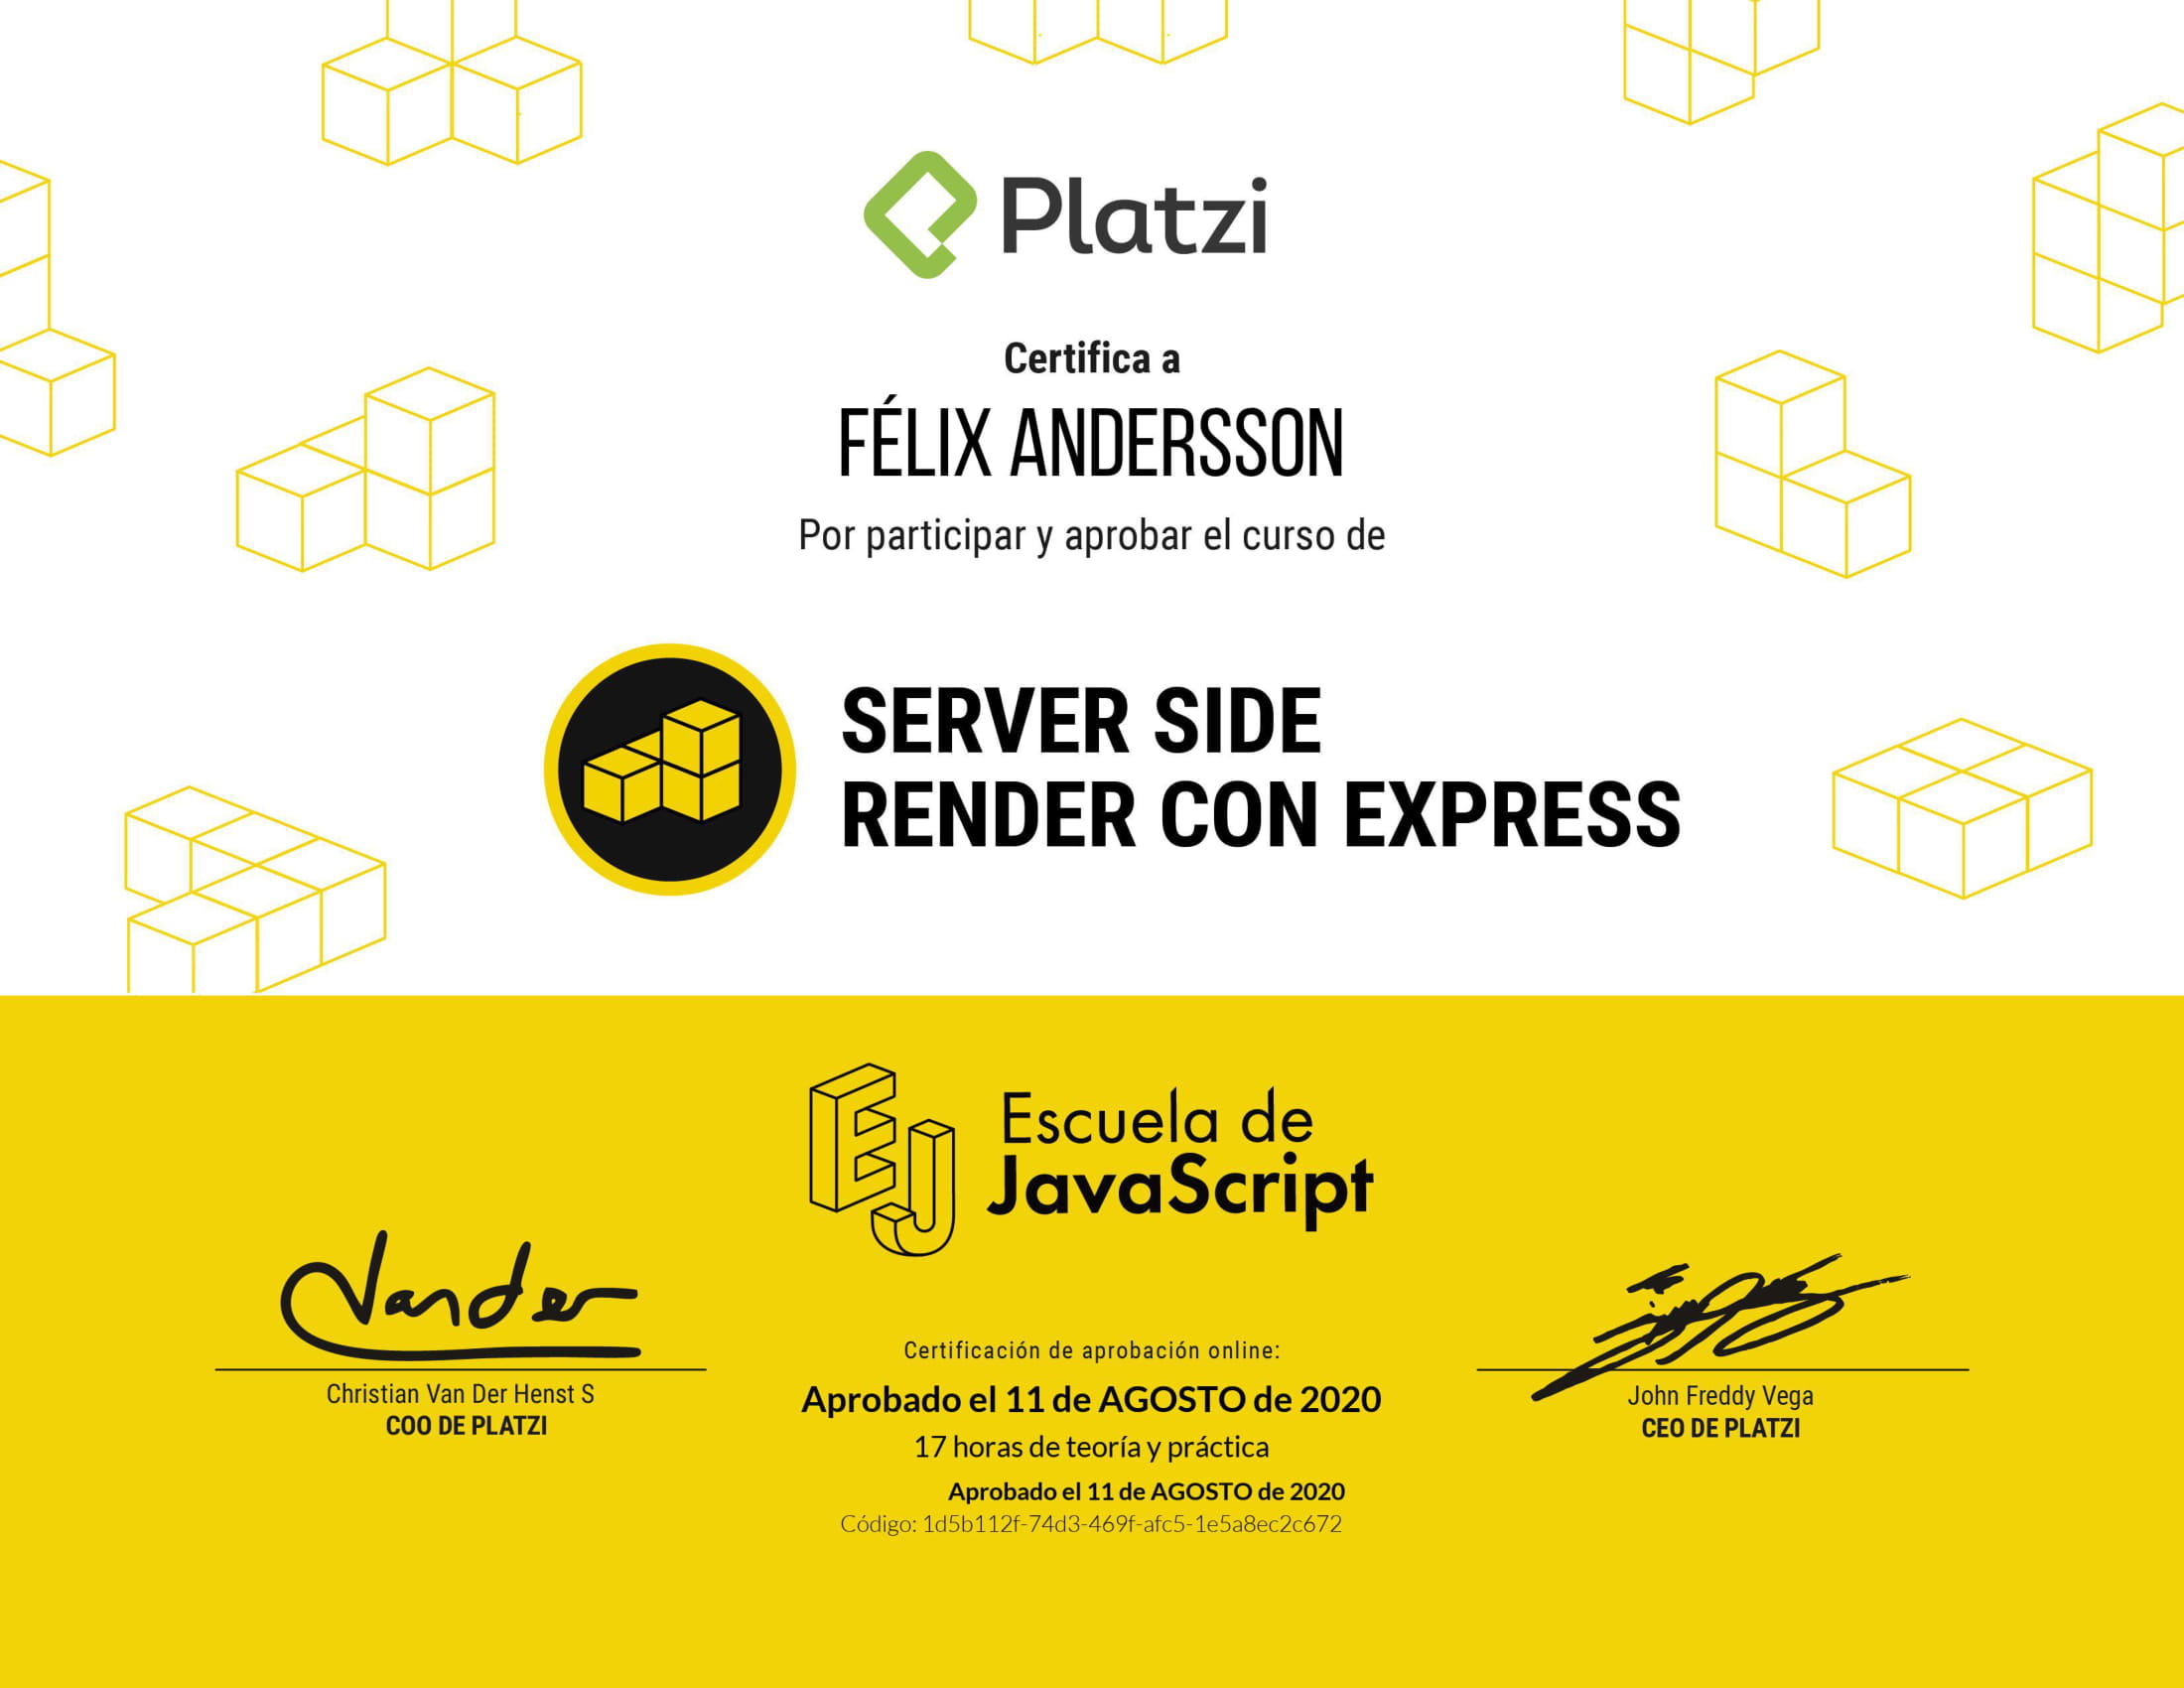 Platzi
Certifica a
FÉLIX ANDERSSON
Por participar y aprobar el curso de
SERVER SIDE
RENDER CON EXPRESS
EJ
Escuela de
JavaScript
Vander
Christian Van Der Henst S
COO DE PLATZI
Certificación de aprobación online:
Aprobado el 11 de AGOSTO de 2020
17 horas de teoría y práctica
Aprobado el 11 de AGOSTO de 2020
Código: 1d5b112f-74d3-469f-afc5-1e5a8ec2c672
John Freddy Vega
CEO DE PLATZI